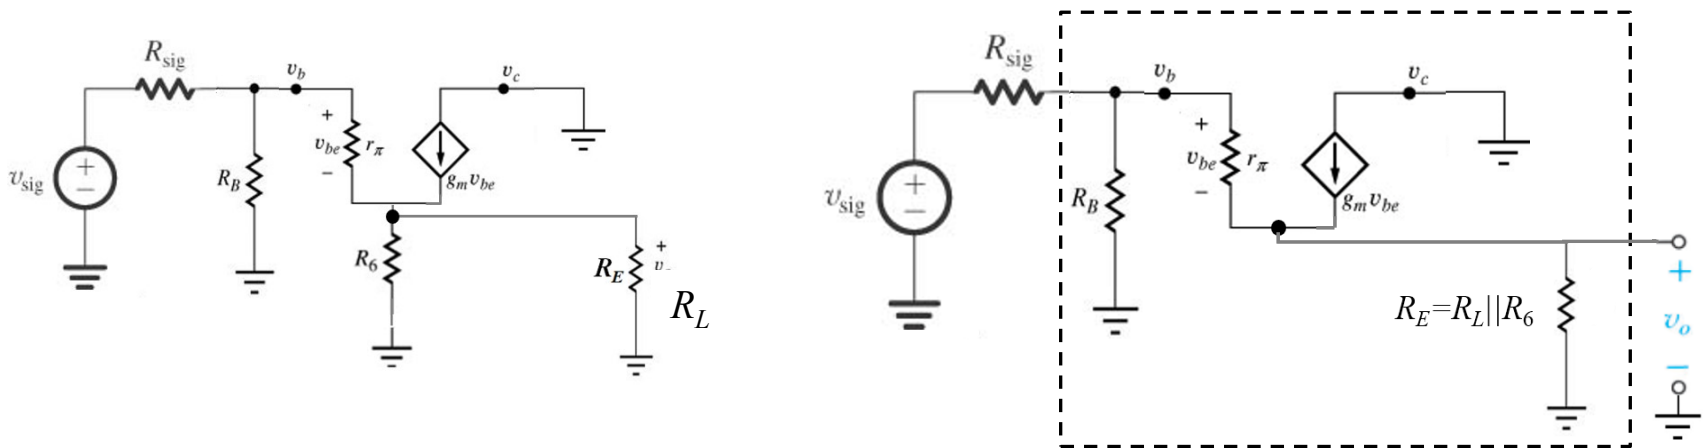 R_sig
v_b
v_c
+
v_be
r_π
−
g_m v_be
R_B
+
−
v_sig
R_6
R_E
+
v
-
R_L
R_sig
v_b
v_c
+
v_be
r_π
−
g_m v_be
R_B
+
−
v_sig
R_E=R_L||R_6
+
v_o
−